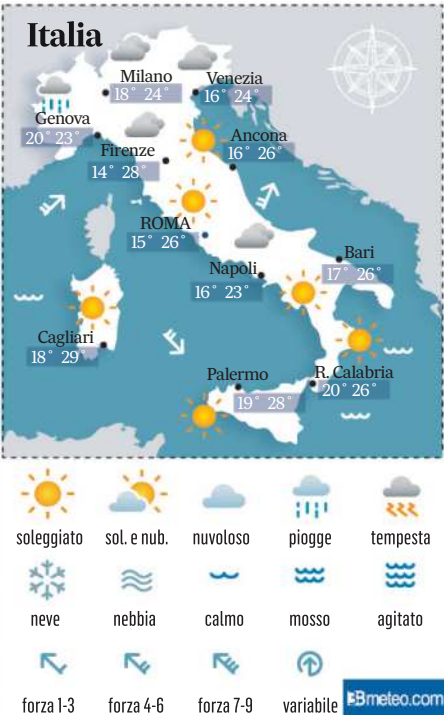 Italia
Milano
18° 24°
Venezia
16° 24°
Genova
20° 23°
Ancona
16° 26°
Firenze
14° 28°
ROMA
15° 26°
Bari
17° 26°
Napoli
16° 23°
Cagliari
18° 29°
Palermo
19° 28°
R. Calabria
20° 26°
soleggiato sol. e nub. nuvoloso piogge tempesta
neve nebbia calmo mosso agitato
forza 1-3 forza 4-6 forza 7-9 variabile
3Bmeteo.com